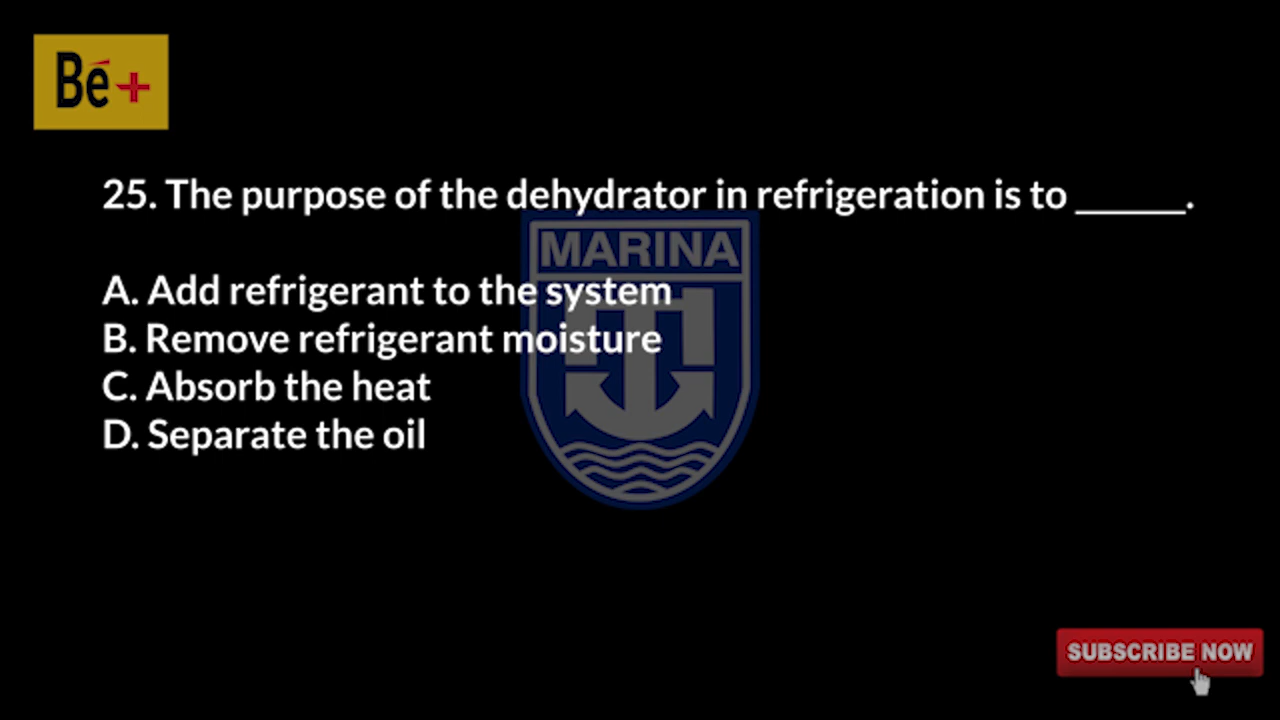 Bé+
25. The purpose of the dehydrator in refrigeration is to ______.
MARINA
A. Add refrigerant to the system
B. Remove refrigerant moisture
C. Absorb the heat
D. Separate the oil
SUBSCRIBE NOW